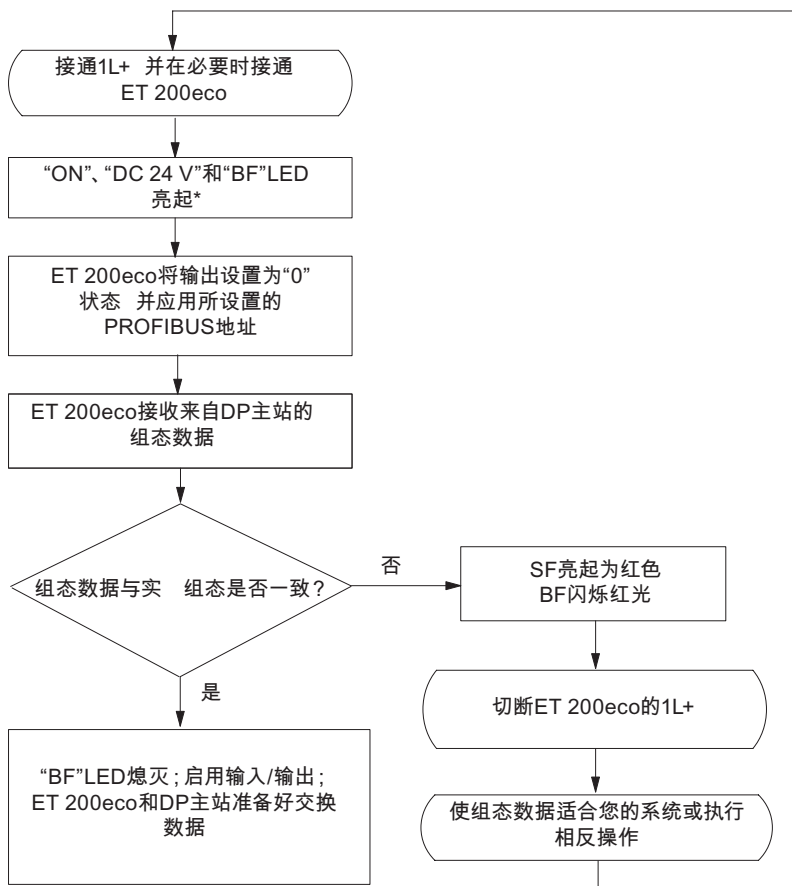 接通1L+ 并在必要时接通
ET 200eco
“ON”、“DC 24 V”和“BF”LED
亮起*
ET 200eco将输出设置为“0”
状态 并应用所设置的
PROFIBUS地址
ET 200eco接收来自DP主站的
组态数据
组态数据与实 组态是否一致？
否
SF亮起为红色
BF闪烁红光
是
切断ET 200eco的1L+
“BF”LED熄灭；启用输入/输出；
ET 200eco和DP主站准备好交换
数据
使组态数据适合您的系统或执行
相反操作